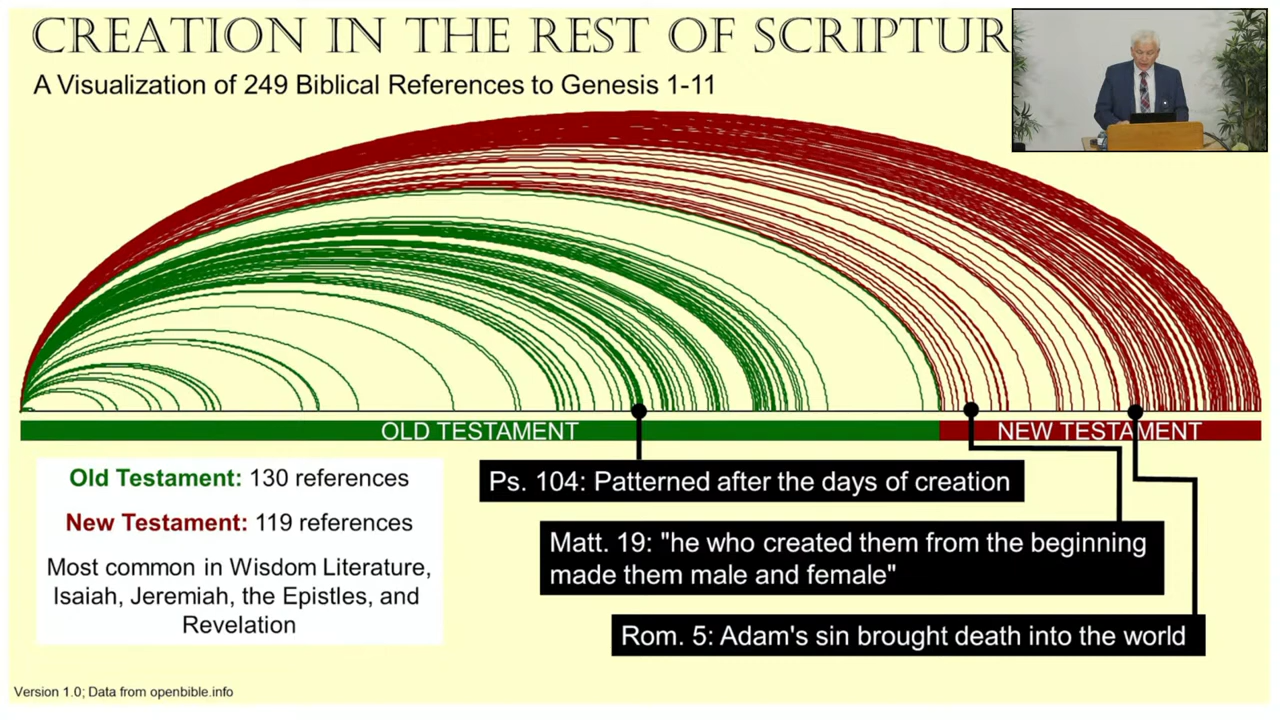 CREATION IN THE REST OF SCRIPTUR
A Visualization of 249 Biblical References to Genesis 1-11
OLD TESTAMENT
NEW TESTAMENT
Old Testament: 130 references
New Testament: 119 references
Most common in Wisdom Literature,
Isaiah, Jeremiah, the Epistles, and
Revelation
Ps. 104: Patterned after the days of creation
Matt. 19: "he who created them from the beginning
made them male and female"
Rom. 5: Adam's sin brought death into the world
Version 1.0; Data from openbible.info